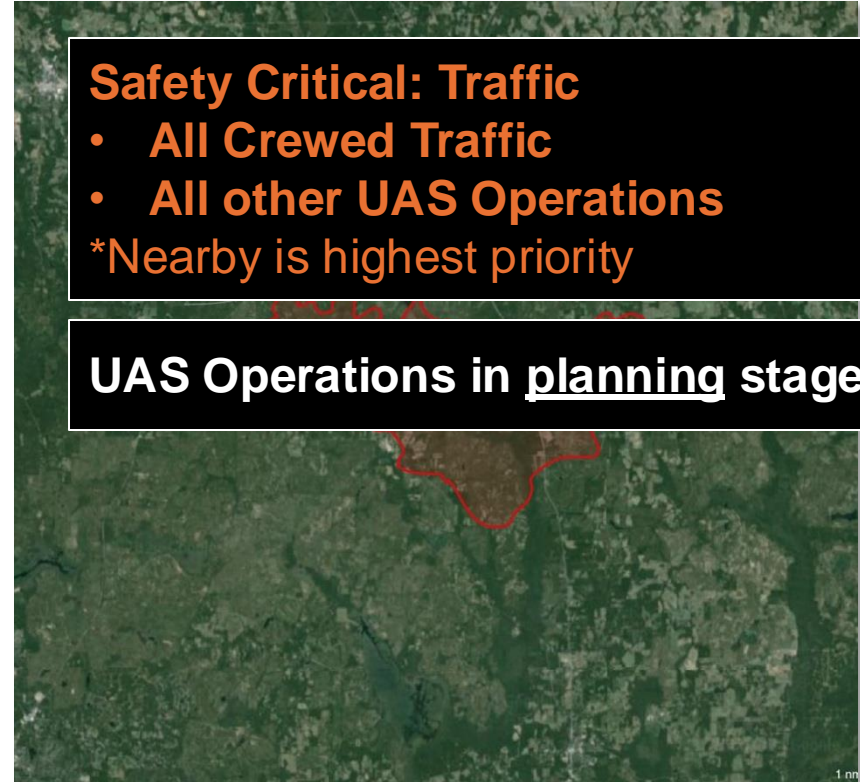 Safety Critical: Traffic
• All Crewed Traffic
• All other UAS Operations
*Nearby is highest priority
UAS Operations in planning stage